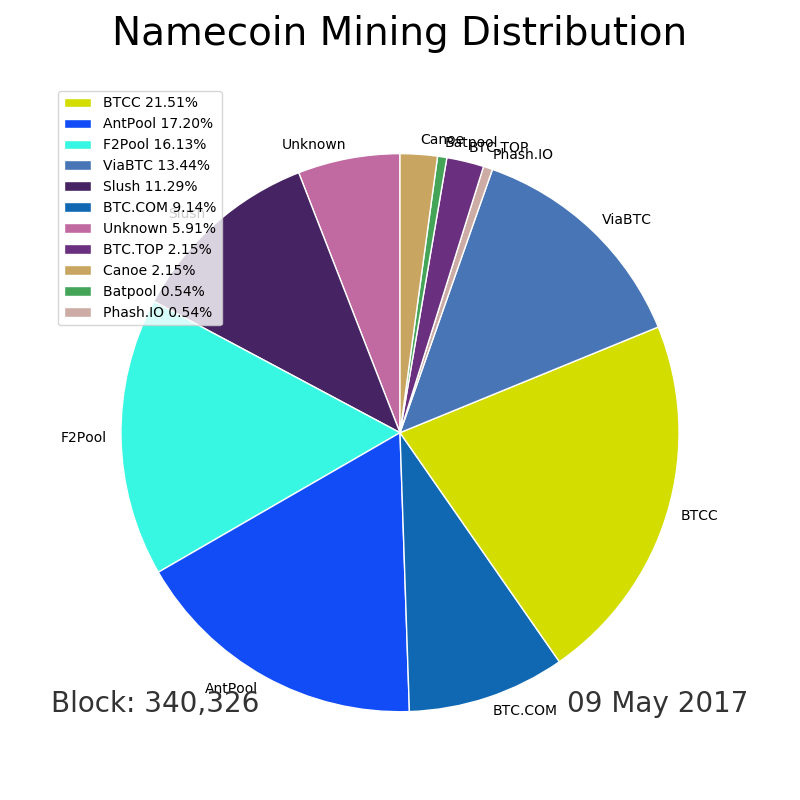 Namecoin Mining Distribution
BTCC 21.51%
AntPool 17.20%
F2Pool 16.13%
ViaBTC 13.44%
Slush 11.29%
BTC.COM 9.14%
Unknown 5.91%
BTC.TOP 2.15%
Canoe 2.15%
Batpool 0.54%
Phash.IO 0.54%
Unknown
Canoe
Batpool
BTC.TOP
Phash.IO
Slush
ViaBTC
F2Pool
BTCC
AntPool
BTC.COM
Block: 340,326
09 May 2017